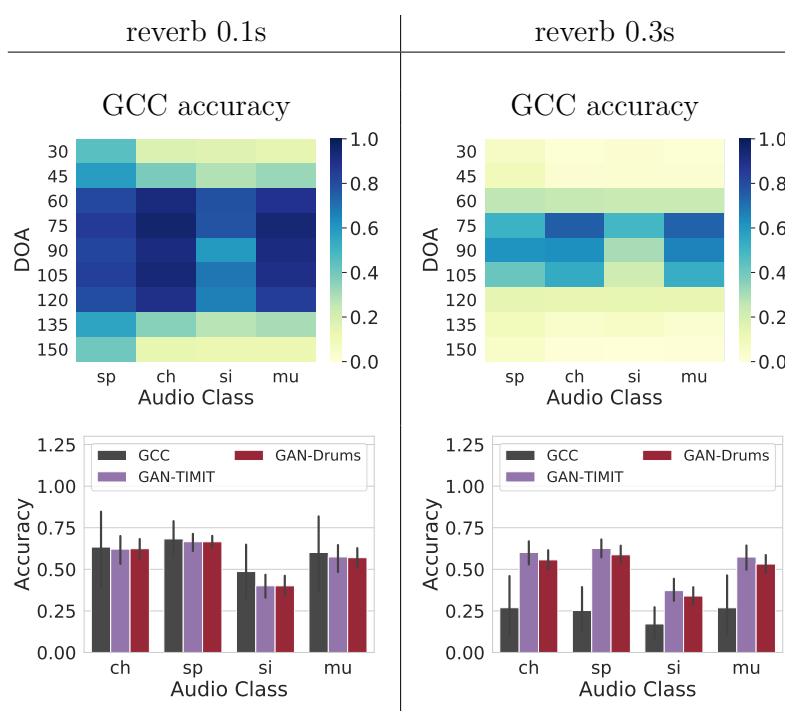 reverb 0.1s
reverb 0.3s
GCC accuracy
DOA
30
45
60
75
90
105
120
135
150
sp ch si mu
Audio Class
1.0
0.8
0.6
0.4
0.2
0.0
GCC accuracy
DOA
30
45
60
75
90
105
120
135
150
sp ch si mu
Audio Class
1.0
0.8
0.6
0.4
0.2
0.0
Accuracy
1.25
1.00
0.75
0.50
0.25
0.00
GCC
GAN-TIMIT
GAN-Drums
ch sp si mu
Audio Class
Accuracy
1.25
1.00
0.75
0.50
0.25
0.00
GCC
GAN-TIMIT
GAN-Drums
ch sp si mu
Audio Class